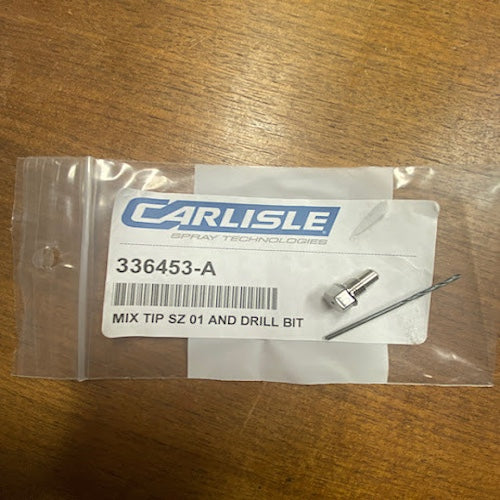 CARLISLE
SPRAY TECHNOLOGIES
336453-A
MIX TIP SZ 01 AND DRILL BIT